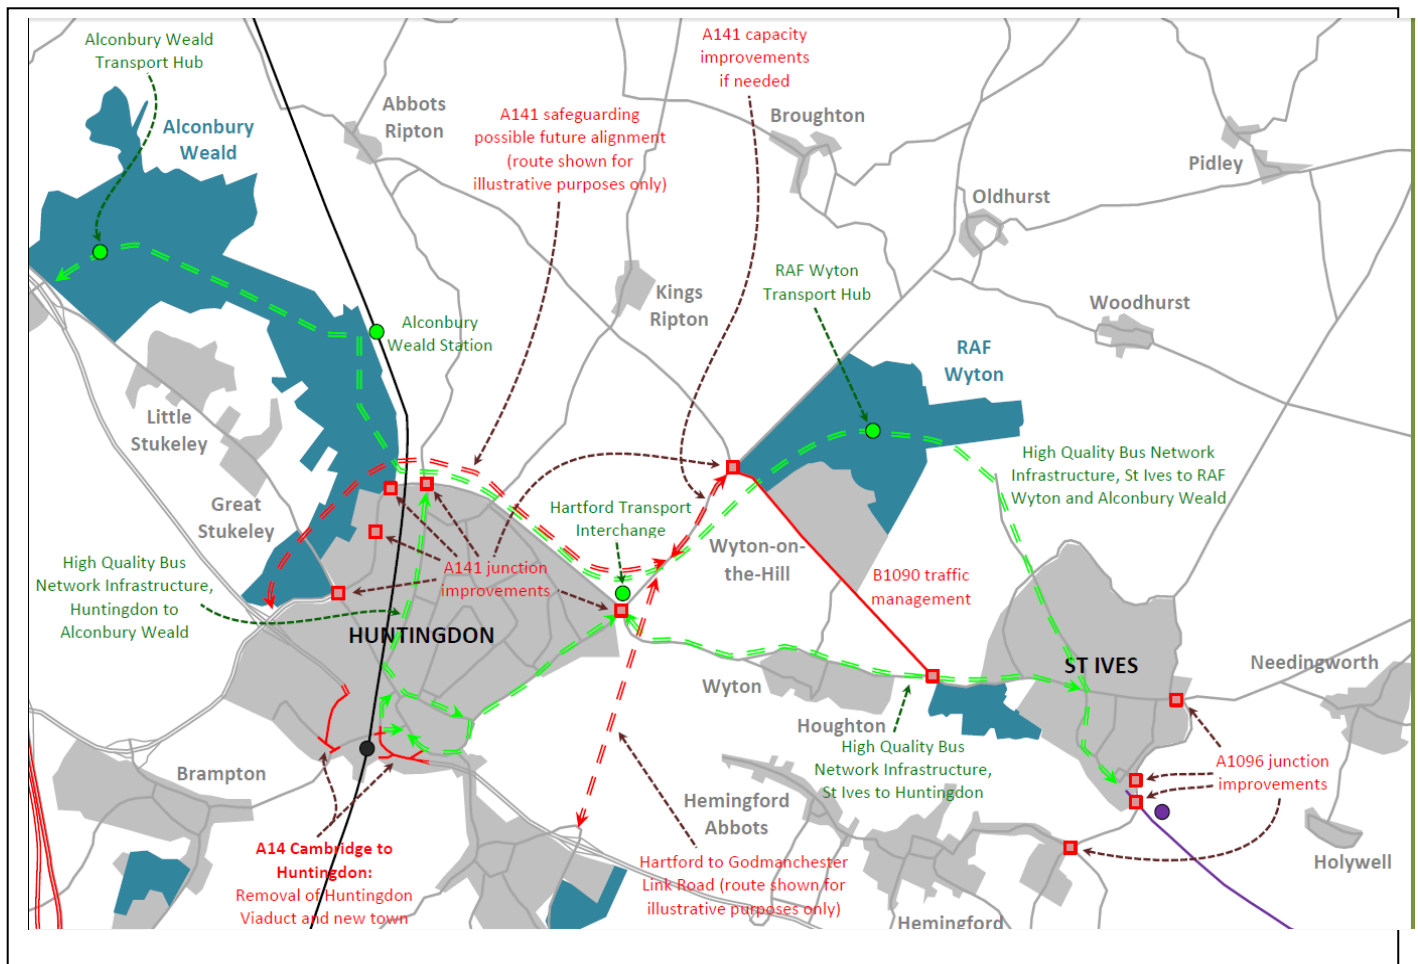 Alconbury Weald
Transport Hub
A141 capacity
improvements
if needed
Abbots
Ripton
A141 safeguarding
possible future alignment
(route shown for
illustrative purposes only)
Broughton
Alconbury
Weald
Pidley
Oldhurst
RAF Wyton
Transport Hub
Kings
Ripton
Woodhurst
Alconbury
Weald Station
RAF
Wyton
Little
Stukeley
High Quality Bus Network
Infrastructure, St Ives to RAF
Wyton and Alconbury Weald
Great
Stukeley
Hartford Transport
Interchange
Wyton-on-
the-Hill
High Quality Bus
Network Infrastructure,
Huntingdon to
Alconbury Weald
A141 junction
improvements
B1090 traffic
management
HUNTINGDON
ST IVES
Needingworth
Wyton
Houghton
High Quality Bus
Network Infrastructure,
St Ives to Huntingdon
Brampton
A1096 junction
improvements
Hemingford
Abbots
A14 Cambridge to
Huntingdon:
Removal of Huntingdon
Viaduct and new town
Hartford to Godmanchester
Link Road (route shown for
illustrative purposes only)
Holywell
Hemingford